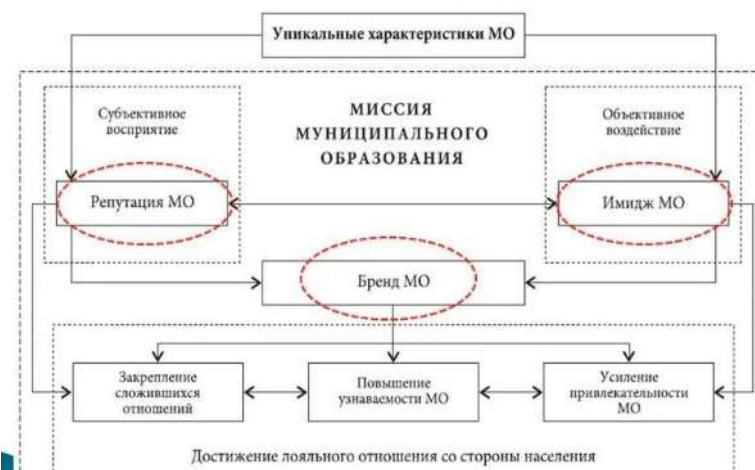 Уникальные характеристики МО
Субъективное
восприятие
МИССИЯ
МУНИЦИПАЛЬНОГО
ОБРАЗОВАНИЯ
Объективное
воздействие
Репутация МО
Имидж МО
Бренд МО
Закрепление
сложившихся
отношений
Повышение
узнаваемости МО
Усиление
привлекательности
МО
Достижение лояльного отношения со стороны населения